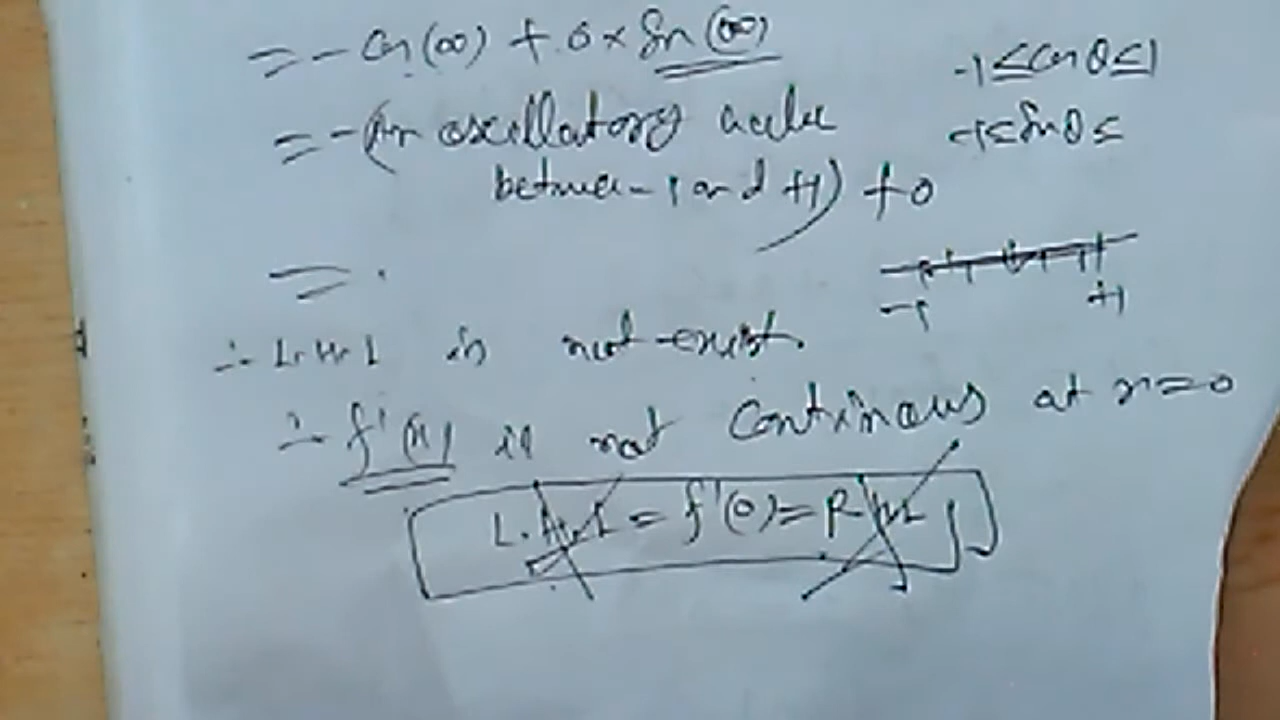 = - Cos(∞) + 0 × Sin(∞)
-1 ≤ Cos θ ≤ 1
= - (An oscillatory value
-1 ≤ Sin θ ≤
between -1 and +1) + 0
= .
-1 +1
∴ L.H.L is not exist.
∴ f'(x) is not continous at x = 0
L.H.L = f'(0) = R.H.L